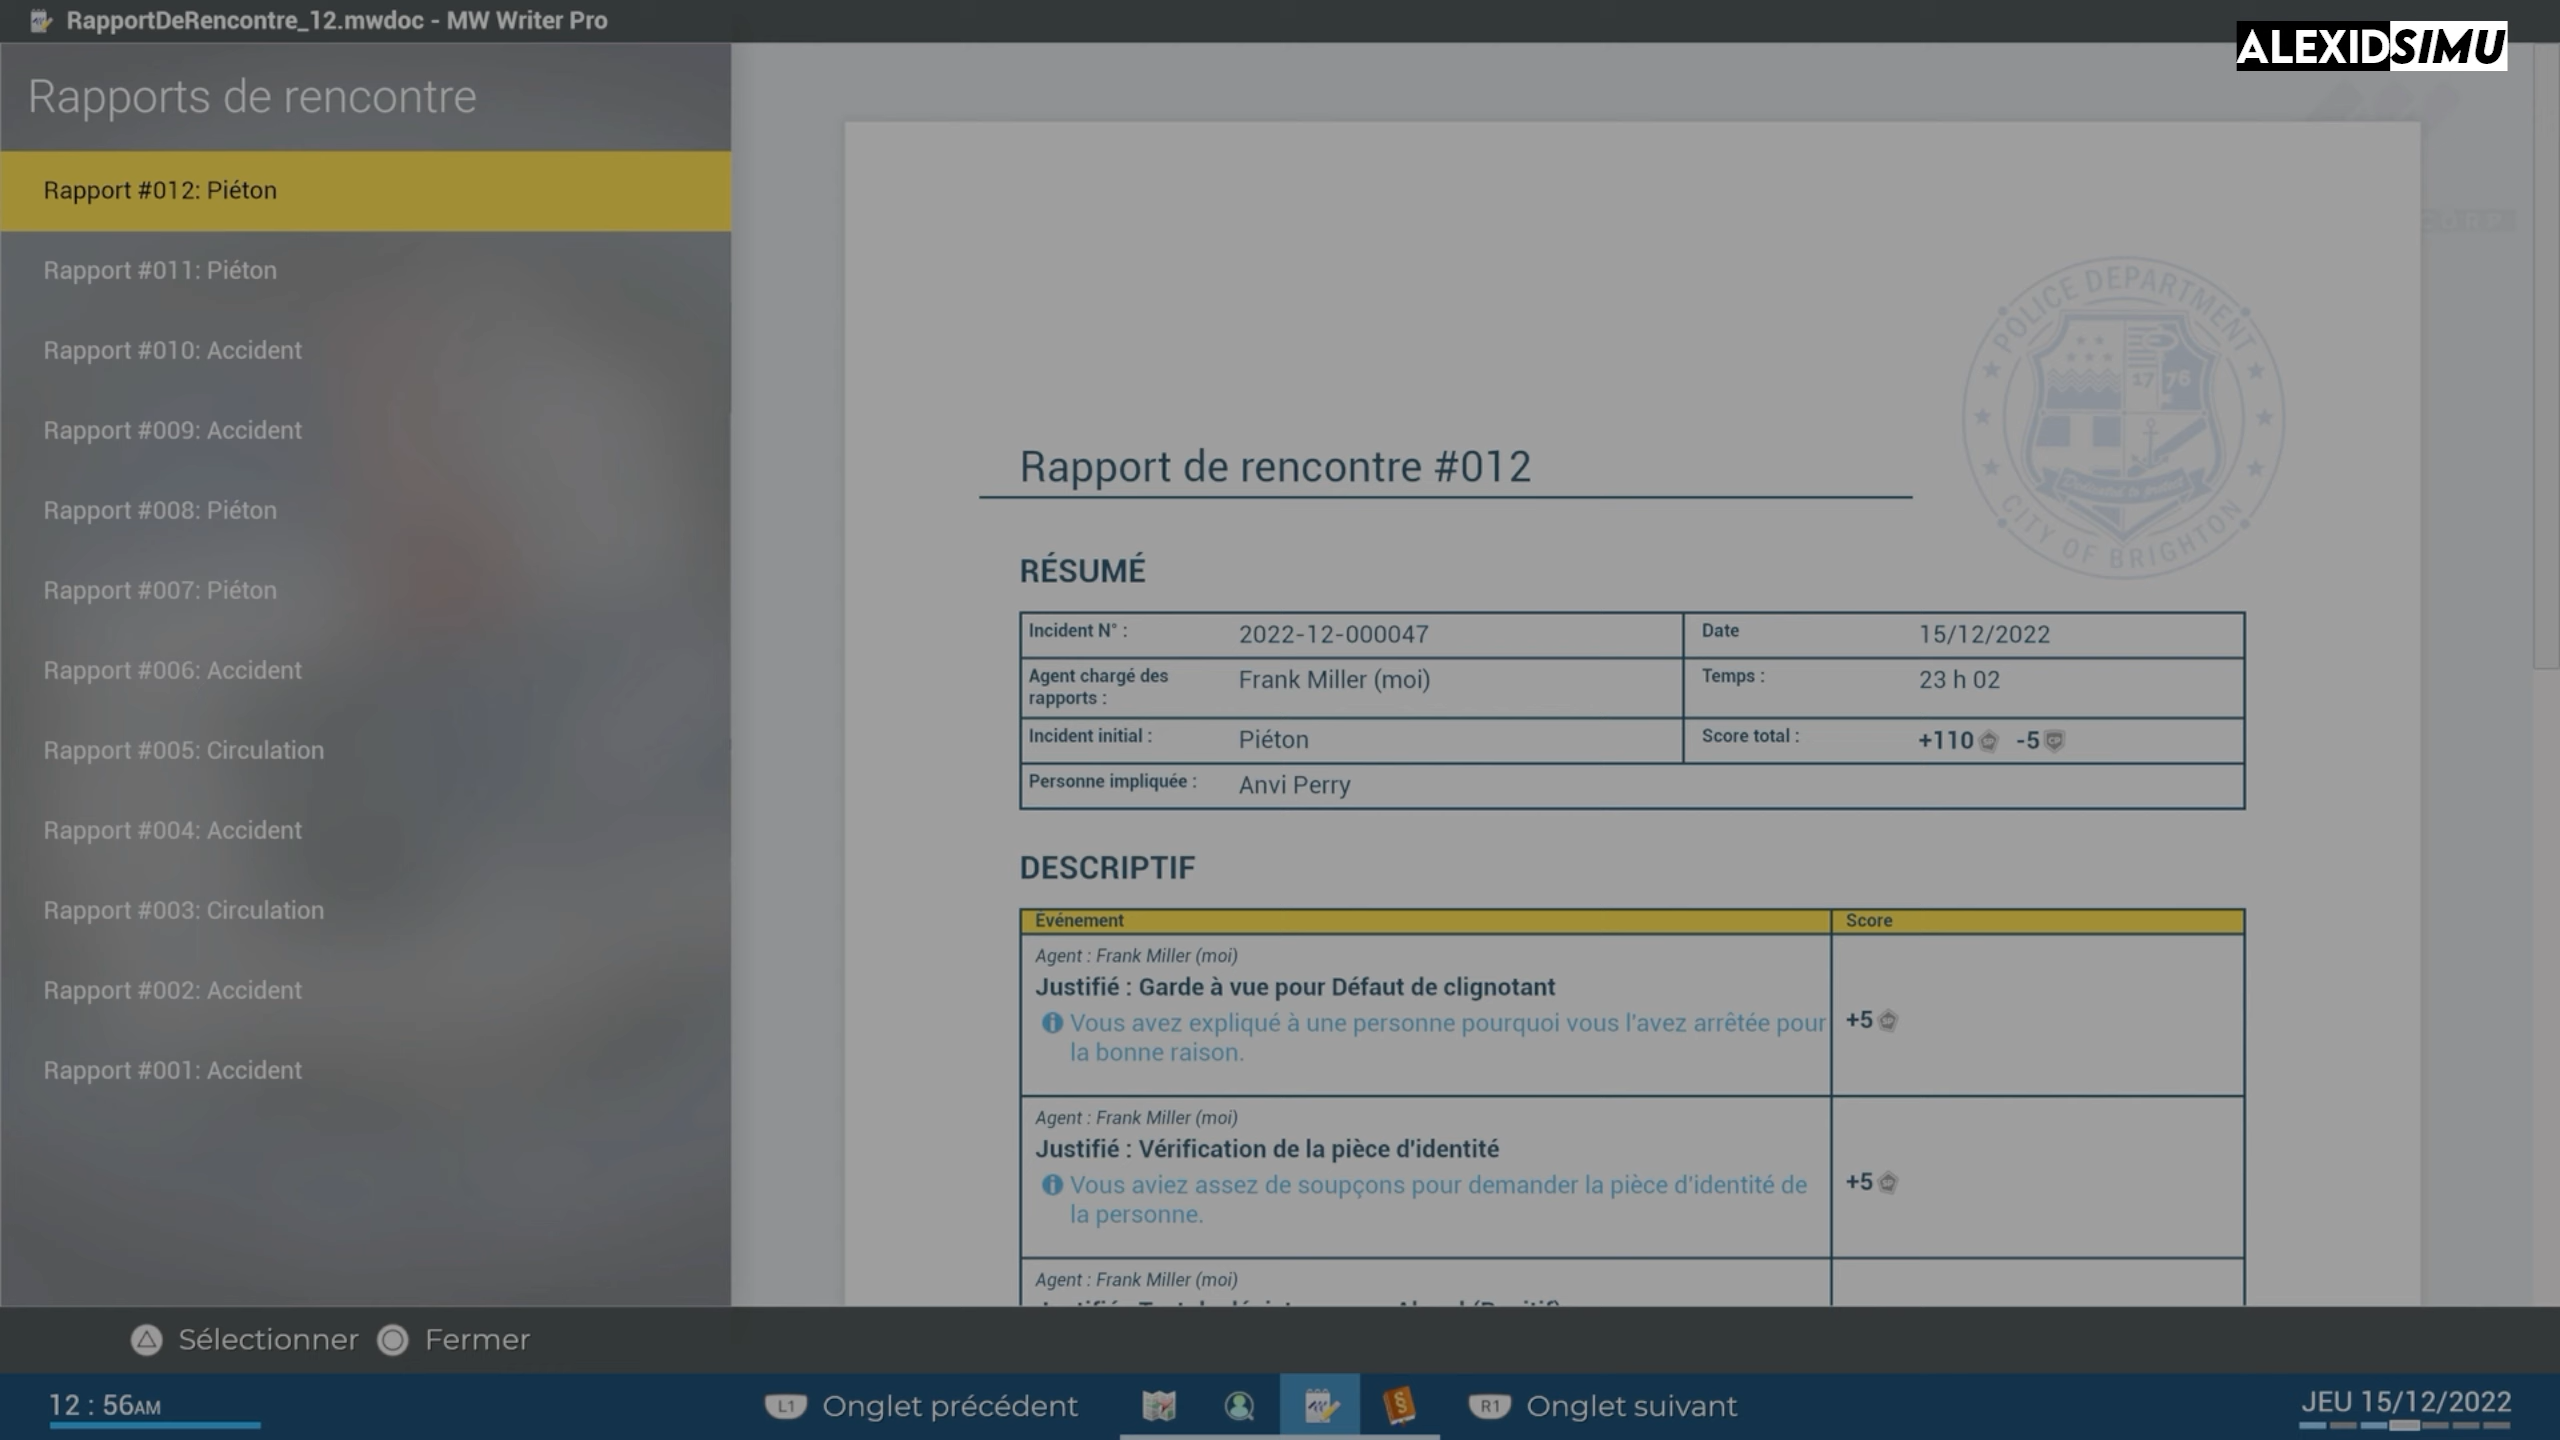 RapportDeRencontre_12.mwdoc - MW Writer Pro
ALEXIDSIMU
Rapports de rencontre
Rapport #012: Piéton
Rapport #011: Piéton
Rapport #010: Accident
Rapport #009: Accident
Rapport #008: Piéton
Rapport #007: Piéton
Rapport #006: Accident
Rapport #005: Circulation
Rapport #004: Accident
Rapport #003: Circulation
Rapport #002: Accident
Rapport #001: Accident
CORP
POLICE DEPARTMENT
17 76
CITY OF BRIGHTON
Rapport de rencontre #012
RÉSUMÉ
Incident N° : 2022-12-000047 Date 15/12/2022
Agent chargé des rapports : Frank Miller (moi) Temps : 23 h 02
Incident initial : Piéton Score total : +110 -5
Personne impliquée : Anvi Perry
DESCRIPTIF
Événement Score
Agent : Frank Miller (moi)
Justifié : Garde à vue pour Défaut de clignotant
Vous avez expliqué à une personne pourquoi vous l'avez arrêtée pour
la bonne raison.
+5
Agent : Frank Miller (moi)
Justifié : Vérification de la pièce d'identité
Vous aviez assez de soupçons pour demander la pièce d'identité de
la personne.
+5
Agent : Frank Miller (moi)
Sélectionner Fermer
12 : 56AM
L1 Onglet précédent
R1 Onglet suivant
JEU 15/12/2022